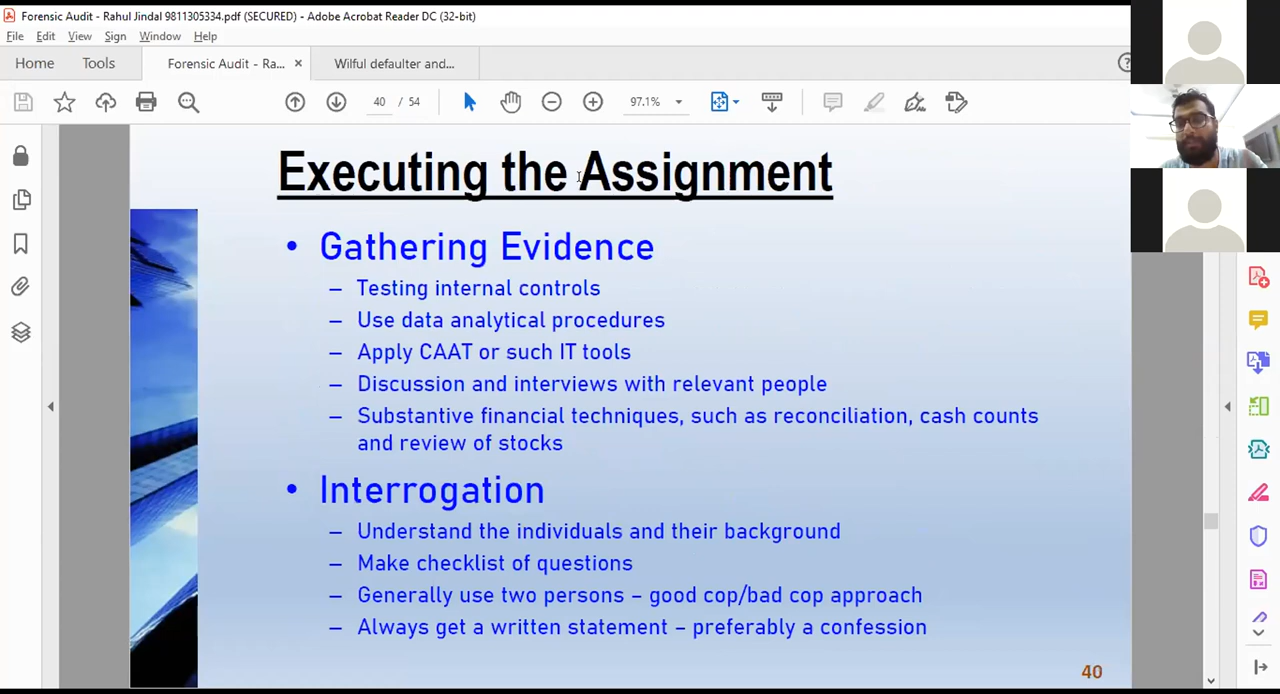 Forensic Audit - Rahul Jindal 9811305334.pdf (SECURED) - Adobe Acrobat Reader DC (32-bit)
File Edit View Sign Window Help
Home Tools Forensic Audit - Ra... × Wilful defaulter and...
40 / 54 97.1%
Executing the Assignment
• Gathering Evidence
– Testing internal controls
– Use data analytical procedures
– Apply CAAT or such IT tools
– Discussion and interviews with relevant people
– Substantive financial techniques, such as reconciliation, cash counts
and review of stocks
• Interrogation
– Understand the individuals and their background
– Make checklist of questions
– Generally use two persons – good cop/bad cop approach
– Always get a written statement – preferably a confession
40